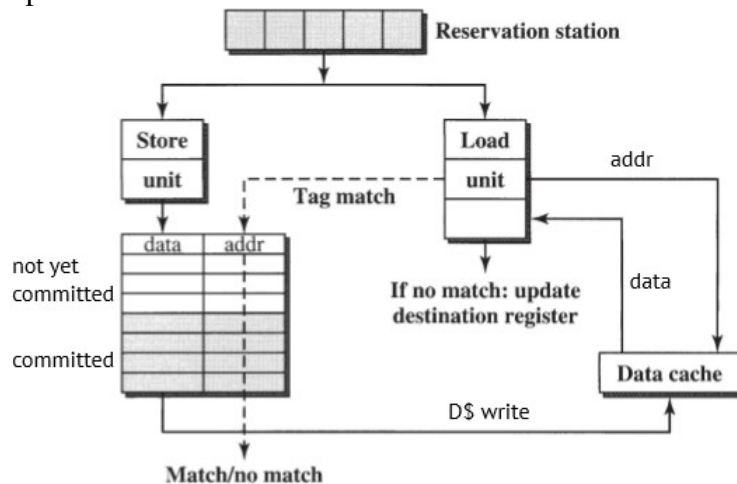 Reservation station
Store
unit
Load
unit
addr
Tag match
data
addr
not yet
committed
If no match: update
destination register
data
committed
Data cache
D$ write
Match/no match